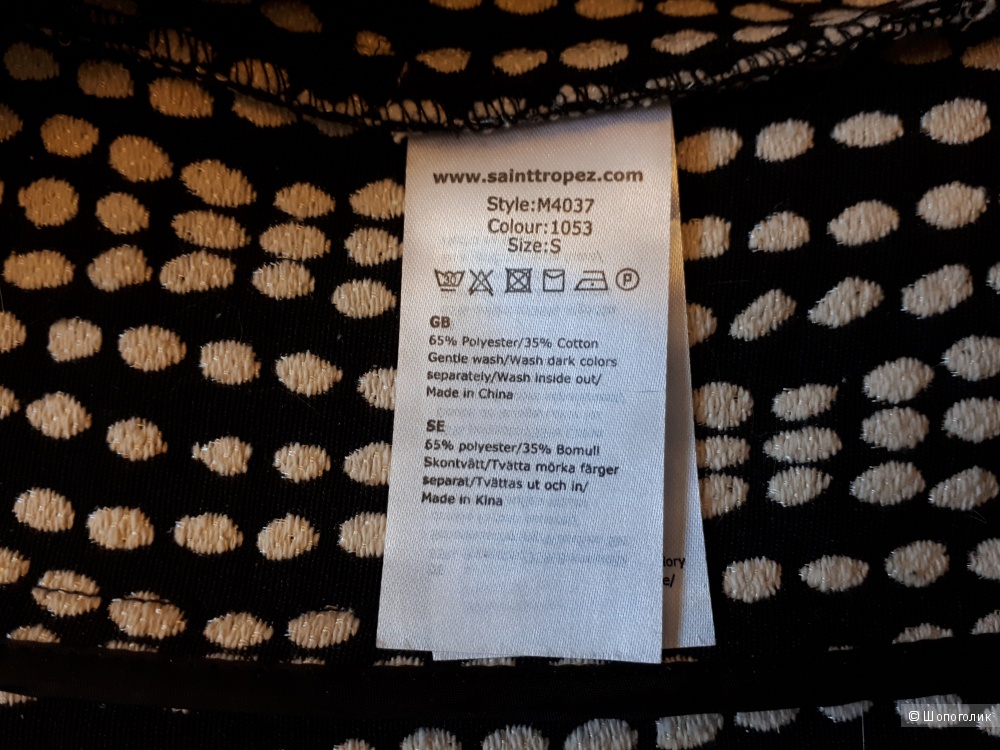 www.sainttropez.com
Style:M4037
Colour:1053
Size:S
30
P
GB
65% Polyester/35% Cotton
Gentle wash/Wash dark colors
separately/Wash inside out/
Made in China
SE
65% polyester/35% Bomull
Skontvätt/Tvätta mörka färger
separat/Tvättas ut och in/
Made in Kina
e/
© Шопоголик